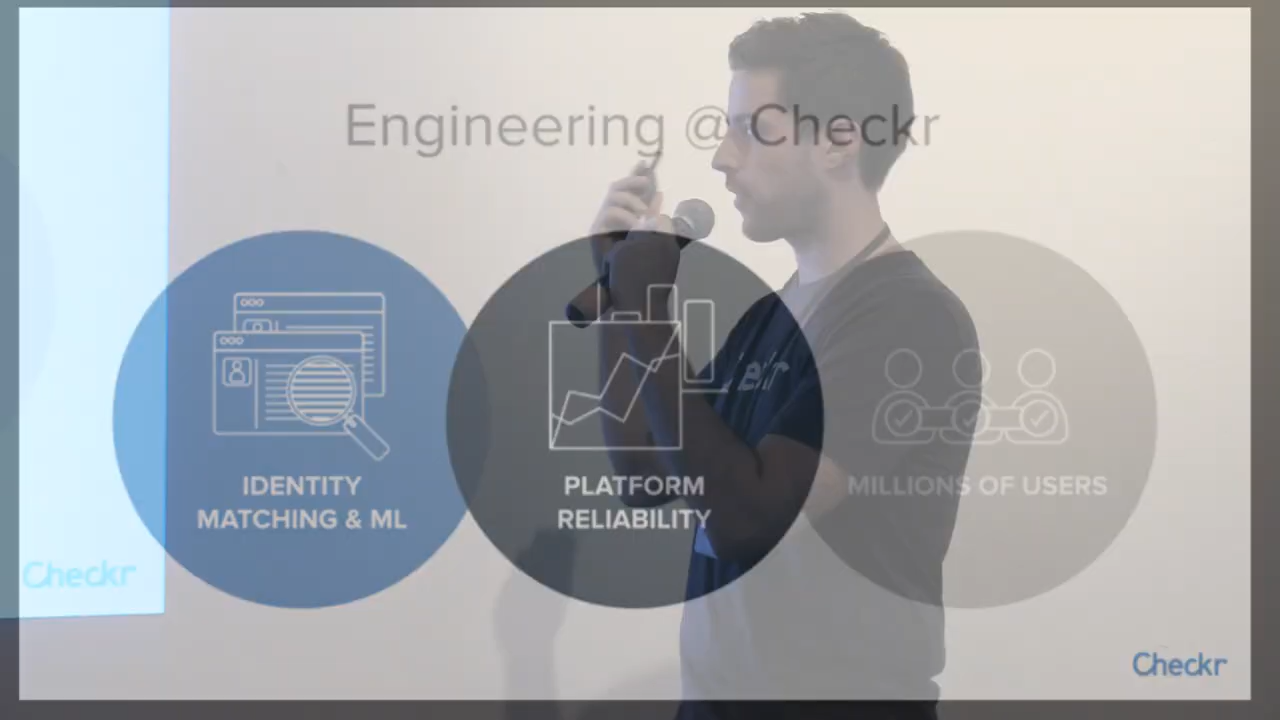 Engineering @ Checkr
IDENTITY
MATCHING & ML
PLATFORM
RELIABILITY
MILLIONS OF USERS
Checkr
Checkr